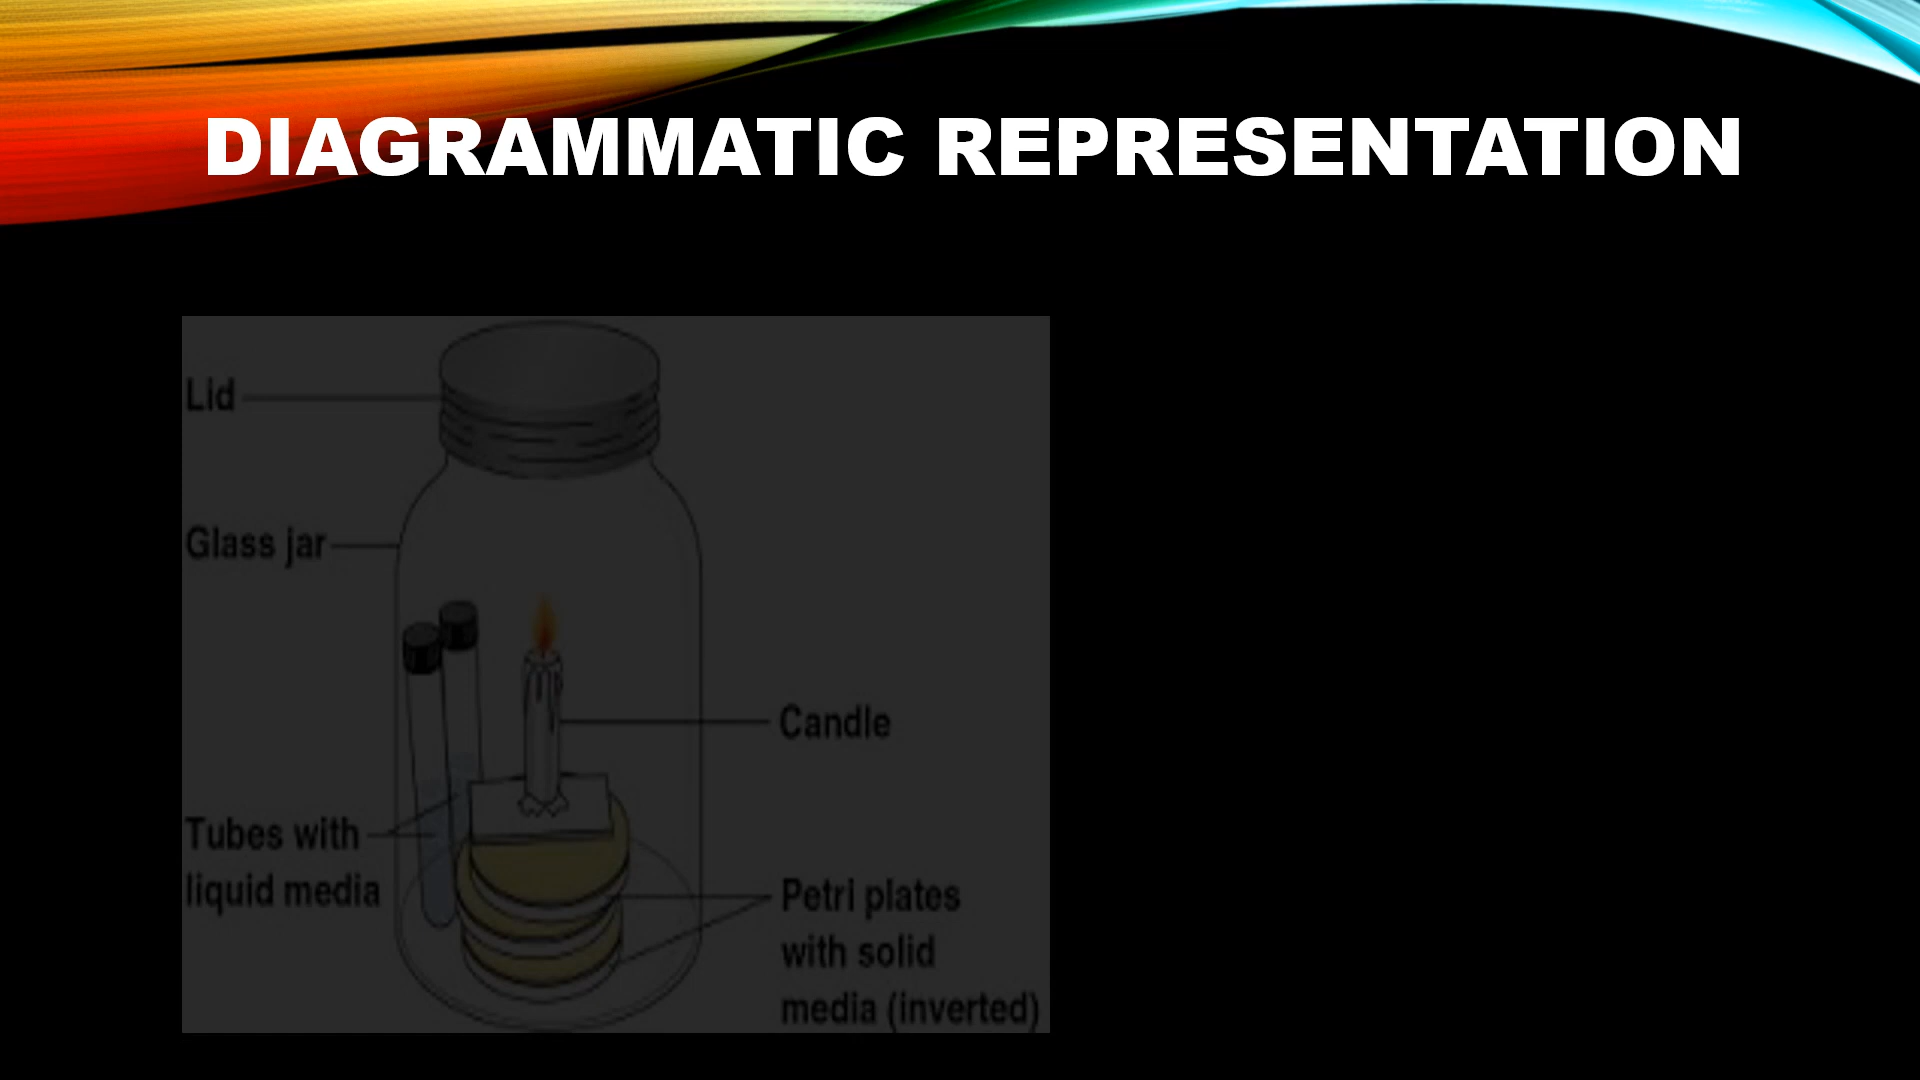 DIAGRAMMATIC REPRESENTATION
Lid
Glass jar
Candle
Tubes with
liquid media
Petri plates
with solid
media (inverted)